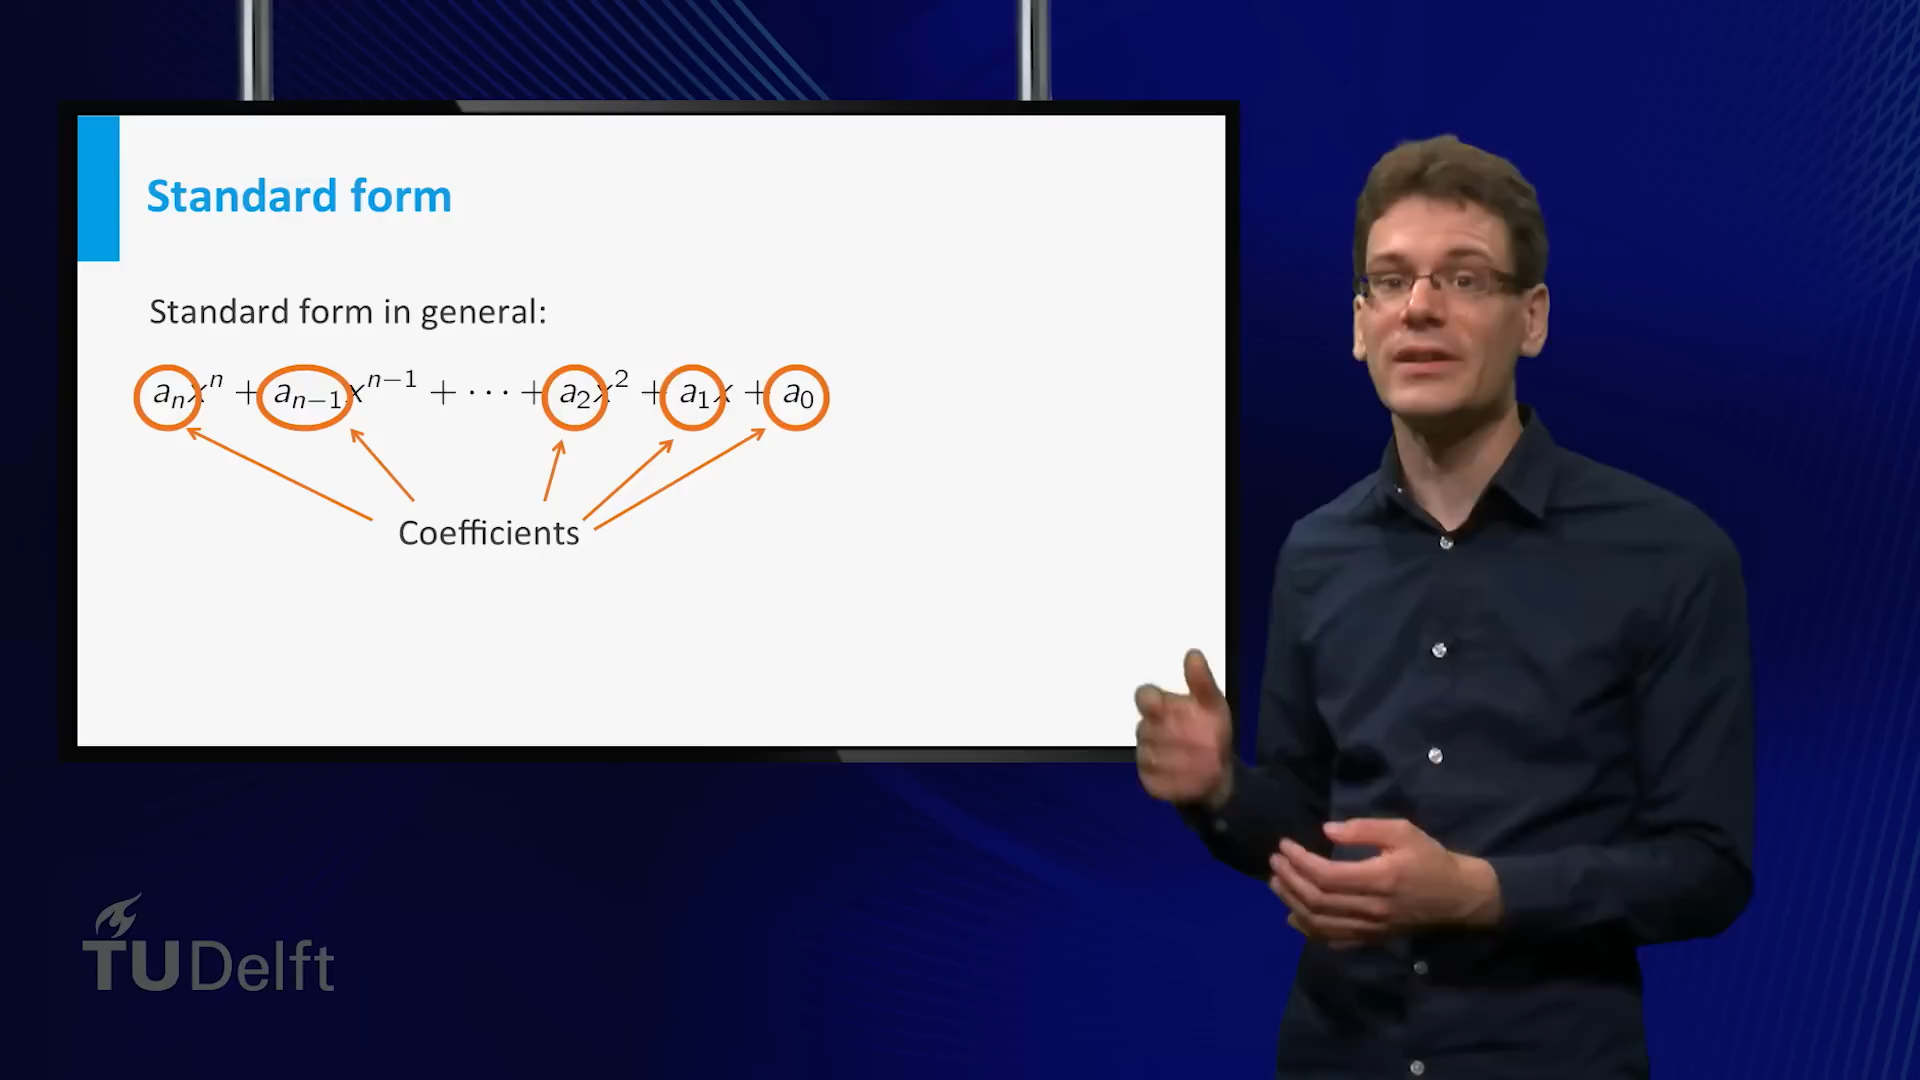 Standard form
Standard form in general:
aₙxⁿ + aₙ₋₁xⁿ⁻¹ + ··· + a₂x² + a₁x + a₀
Coefficients
TUDelft